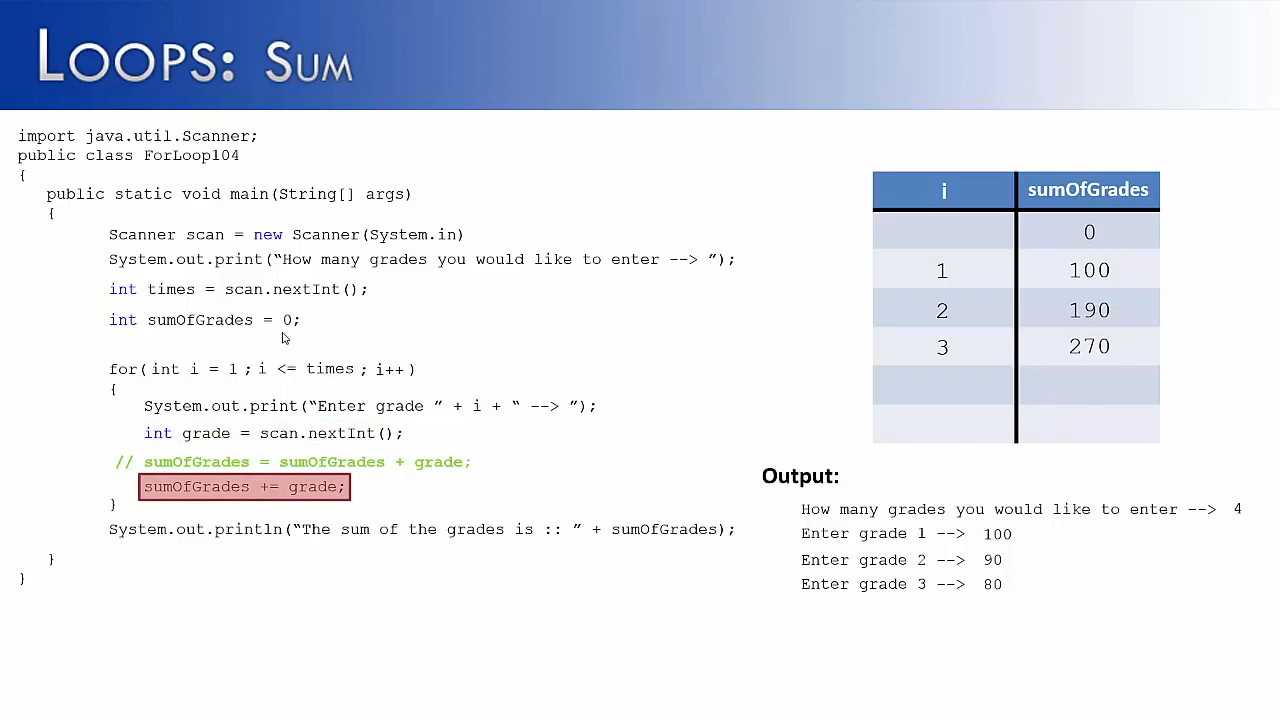 LOOPS: SUM
import java.util.Scanner;
public class ForLoop104
{
public static void main(String[] args)
{
Scanner scan = new Scanner(System.in)
System.out.print(“How many grades you would like to enter --> ”);
int times = scan.nextInt();
int sumOfGrades = 0;
for(int i = 1; i <= times; i++)
{
System.out.print(“Enter grade ” + i + “ --> ”);
int grade = scan.nextInt();
// sumOfGrades = sumOfGrades + grade;
sumOfGrades += grade;
}
System.out.println(“The sum of the grades is :: ” + sumOfGrades);
}
}
i sumOfGrades
0
1 100
2 190
3 270
Output:
How many grades you would like to enter --> 4
Enter grade 1 --> 100
Enter grade 2 --> 90
Enter grade 3 --> 80